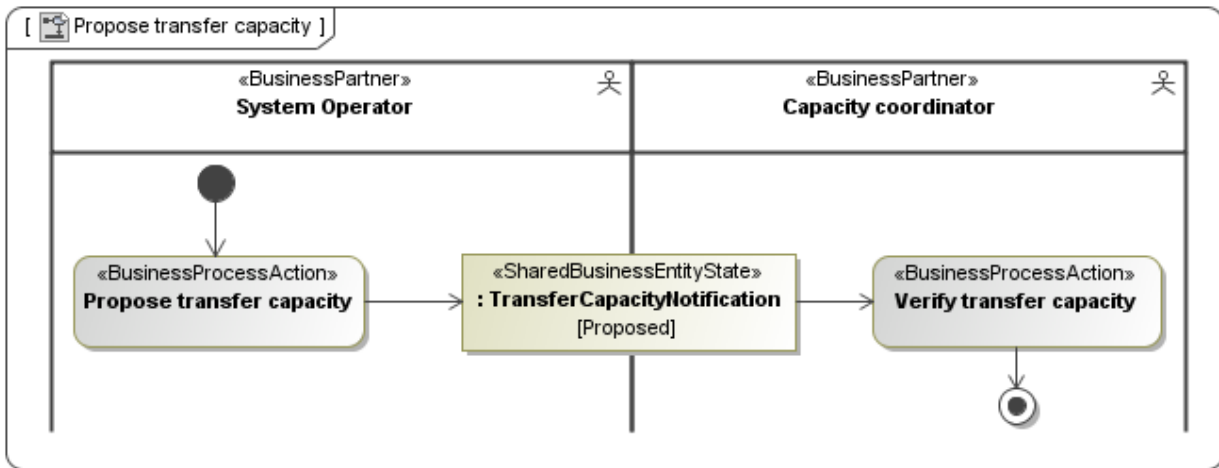 [ Propose transfer capacity ]
«BusinessPartner»
System Operator
«BusinessPartner»
Capacity coordinator
«BusinessProcessAction»
Propose transfer capacity
«SharedBusinessEntityState»
: TransferCapacityNotification
[Proposed]
«BusinessProcessAction»
Verify transfer capacity